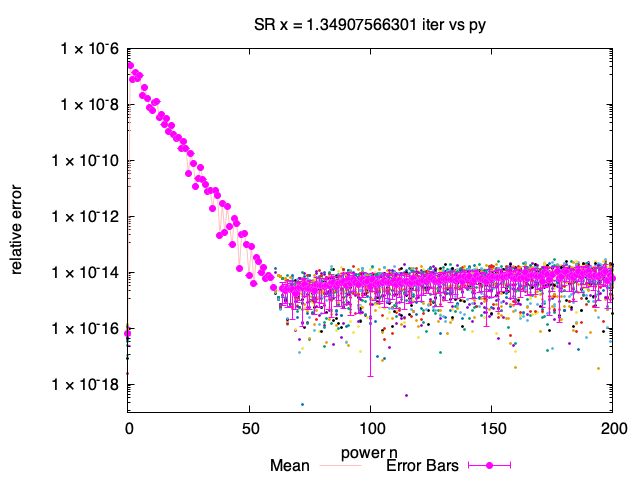 SR x = 1.34907566301 iter vs py
1 × 10^-6
1 × 10^-8
1 × 10^-10
1 × 10^-12
1 × 10^-14
1 × 10^-16
1 × 10^-18
relative error
0 50 100 150 200
power n
Mean Error Bars